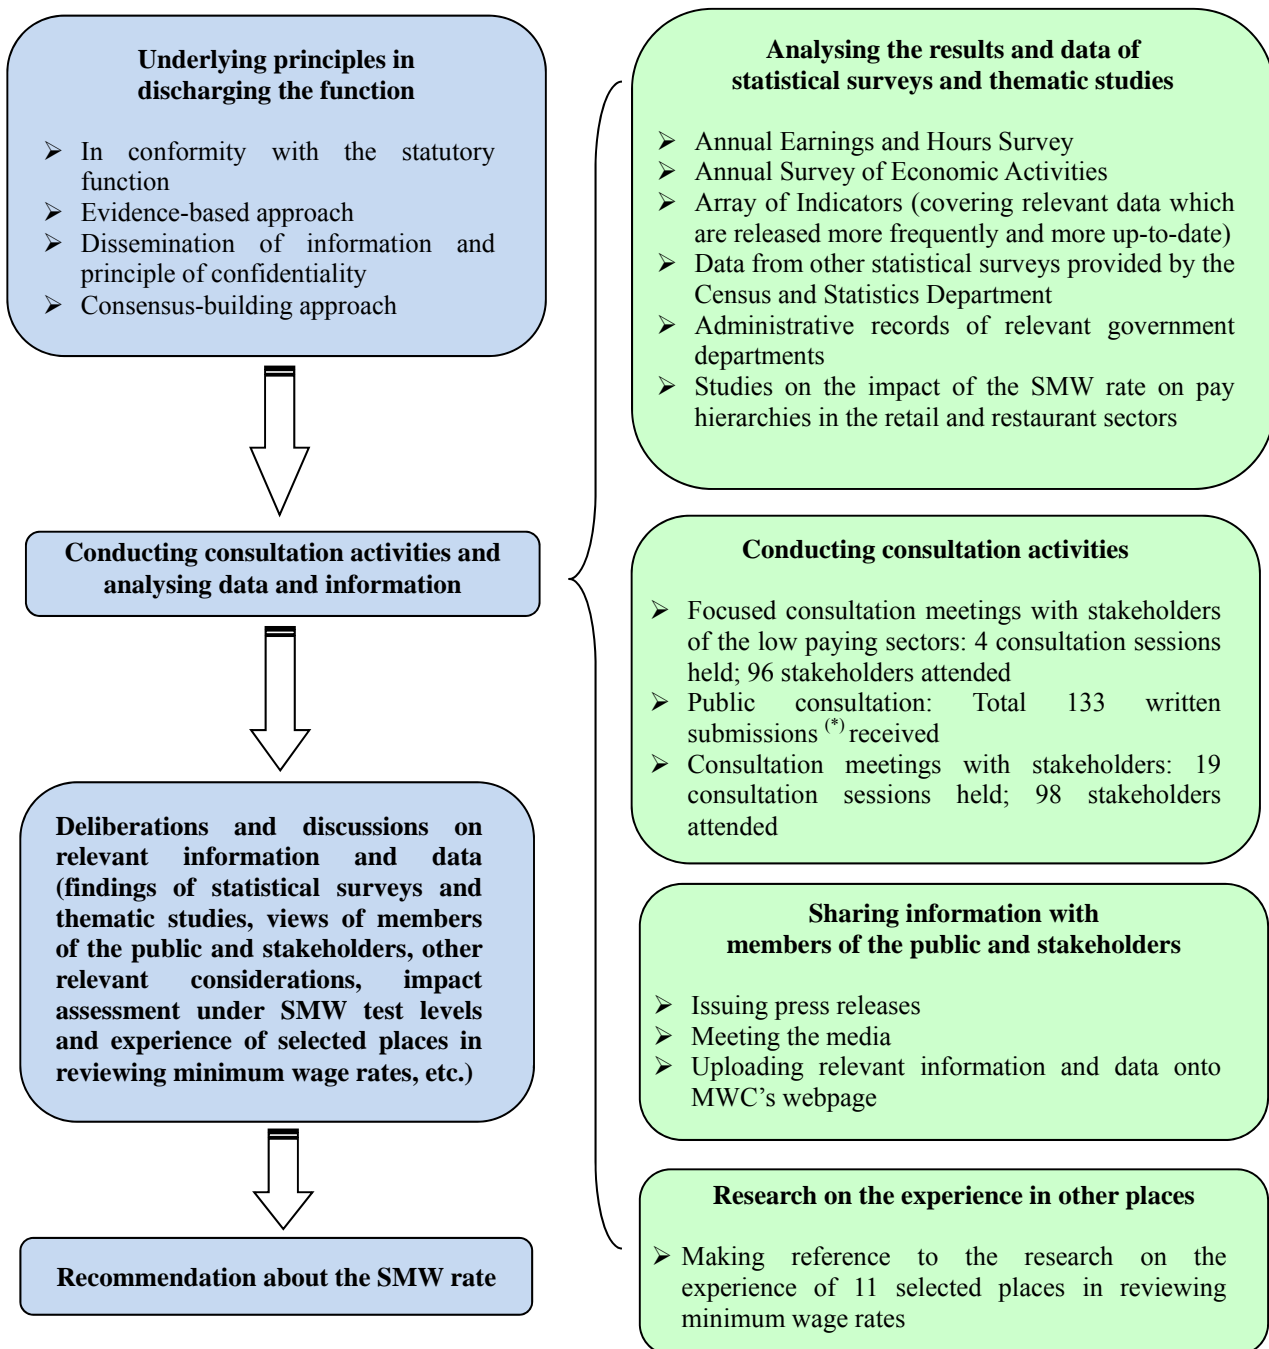 Underlying principles in
discharging the function
➢ In conformity with the statutory
function
➢ Evidence-based approach
➢ Dissemination of information and
principle of confidentiality
➢ Consensus-building approach
Conducting consultation activities and
analysing data and information
Deliberations and discussions on
relevant information and data
(findings of statistical surveys and
thematic studies, views of members
of the public and stakeholders, other
relevant considerations, impact
assessment under SMW test levels
and experience of selected places in
reviewing minimum wage rates, etc.)
Recommendation about the SMW rate
Analysing the results and data of
statistical surveys and thematic studies
➢ Annual Earnings and Hours Survey
➢ Annual Survey of Economic Activities
➢ Array of Indicators (covering relevant data which
are released more frequently and more up-to-date)
➢ Data from other statistical surveys provided by the
Census and Statistics Department
➢ Administrative records of relevant government
departments
➢ Studies on the impact of the SMW rate on pay
hierarchies in the retail and restaurant sectors
Conducting consultation activities
➢ Focused consultation meetings with stakeholders
of the low paying sectors: 4 consultation sessions
held; 96 stakeholders attended
➢ Public consultation: Total 133 written
submissions (*) received
➢ Consultation meetings with stakeholders: 19
consultation sessions held; 98 stakeholders
attended
Sharing information with
members of the public and stakeholders
➢ Issuing press releases
➢ Meeting the media
➢ Uploading relevant information and data onto
MWC's webpage
Research on the experience in other places
➢ Making reference to the research on the
experience of 11 selected places in reviewing
minimum wage rates